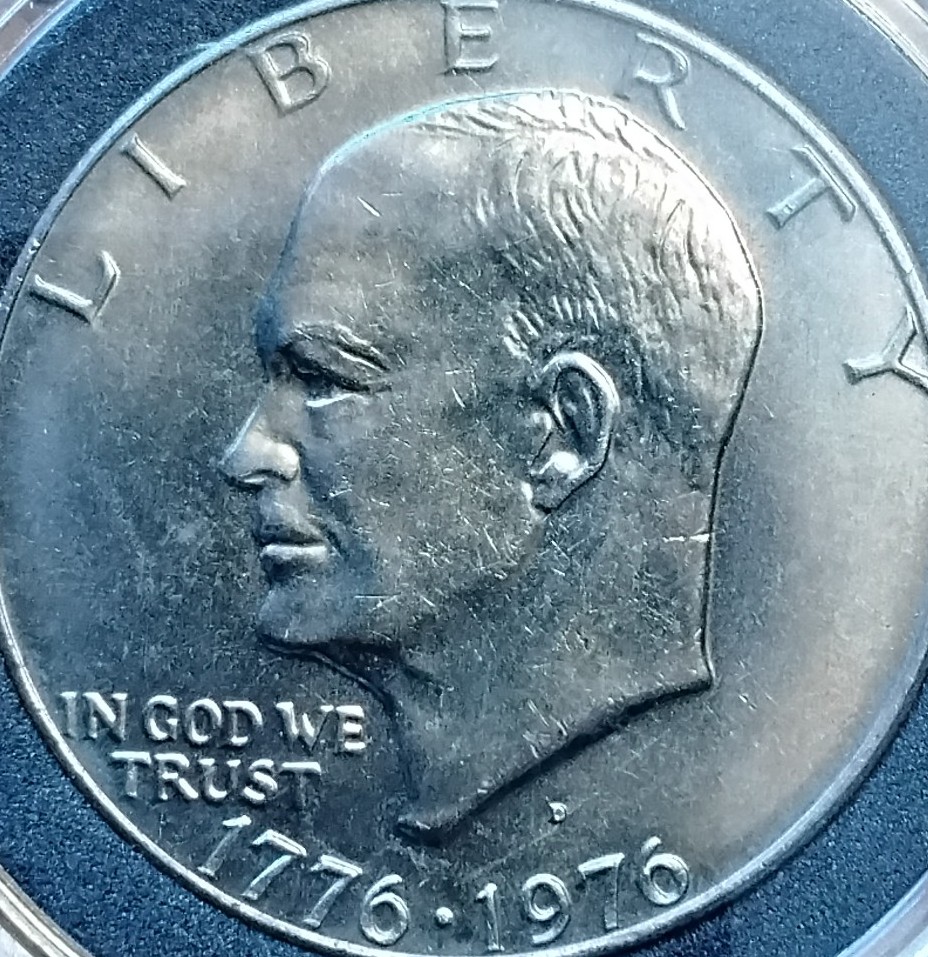 LIBERTY
IN GOD WE
TRUST
D
1776·1976